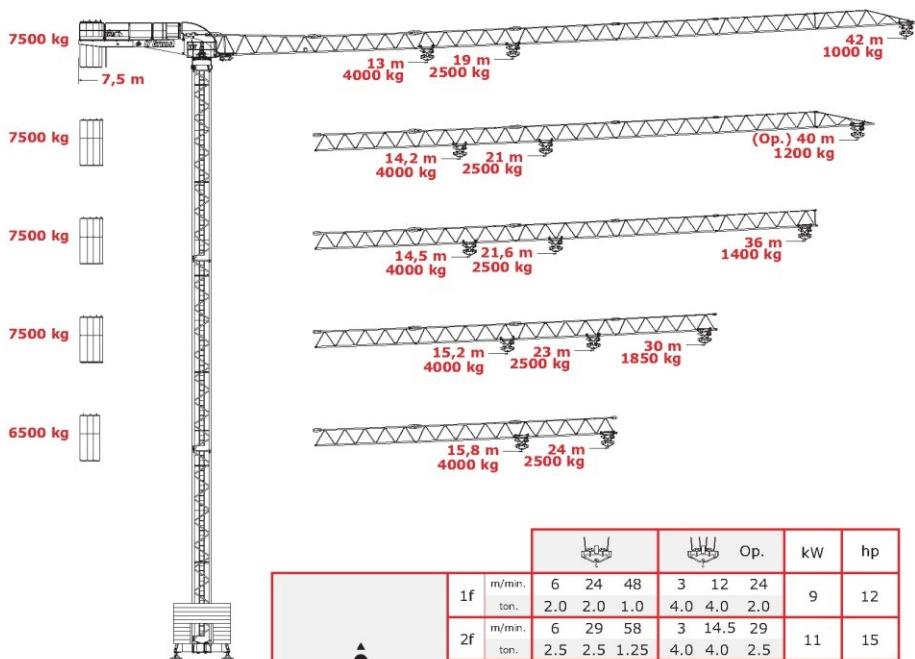 7500 kg
7,5 m
13 m
4000 kg
19 m
2500 kg
42 m
1000 kg
7500 kg
14,2 m
4000 kg
21 m
2500 kg
(Op.) 40 m
1200 kg
7500 kg
14,5 m
4000 kg
21,6 m
2500 kg
36 m
1400 kg
7500 kg
15,2 m
4000 kg
23 m
2500 kg
30 m
1850 kg
6500 kg
15,8 m
4000 kg
24 m
2500 kg
Op. kW hp
1f m/min. 6 24 48 3 12 24 9 12
ton. 2.0 2.0 1.0 4.0 4.0 2.0
2f m/min. 6 29 58 3 14.5 29 11 15
ton. 2.5 2.5 1.25 4.0 4.0 2.5